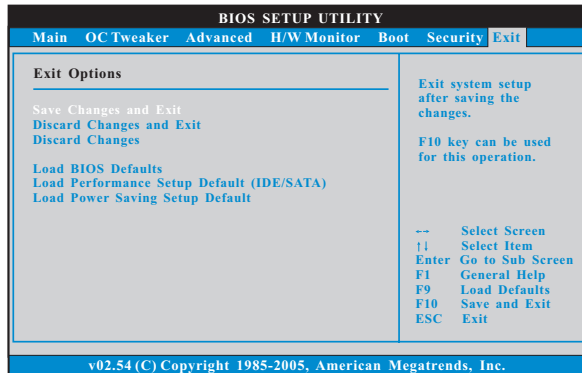 BIOS SETUP UTILITY
Main OC Tweaker Advanced H/W Monitor Boot Security Exit
Exit Options
Save Changes and Exit
Discard Changes and Exit
Discard Changes
Load BIOS Defaults
Load Performance Setup Default (IDE/SATA)
Load Power Saving Setup Default
Exit system setup
after saving the
changes.
F10 key can be used
for this operation.
←→ Select Screen
↑↓ Select Item
Enter Go to Sub Screen
F1 General Help
F9 Load Defaults
F10 Save and Exit
ESC Exit
v02.54 (C) Copyright 1985-2005, American Megatrends, Inc.